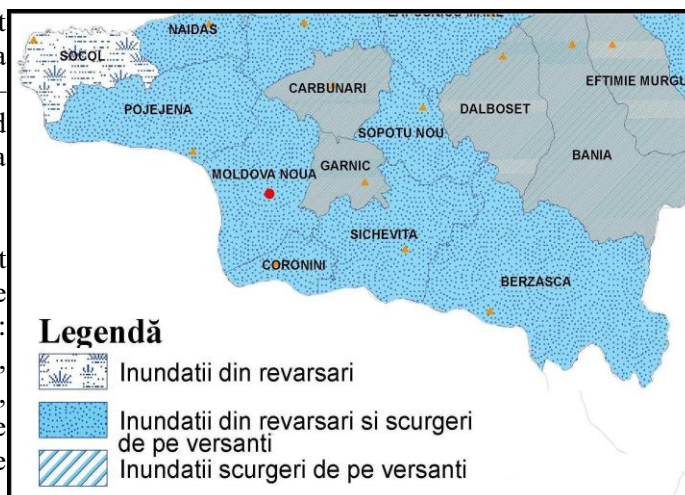 NAIDAS
SOCOL
CARBUNARI
EFTIMIE MURGU
POJEJENA
DALBOSET
SOPOTU NOU
BANIA
GARNIC
MOLDOVA NOUA
SICHEVITA
CORONINI
BERZASCA
Legendă
Inundatii din revarsari
Inundatii din revarsari si scurgeri
de pe versanti
Inundatii scurgeri de pe versanti